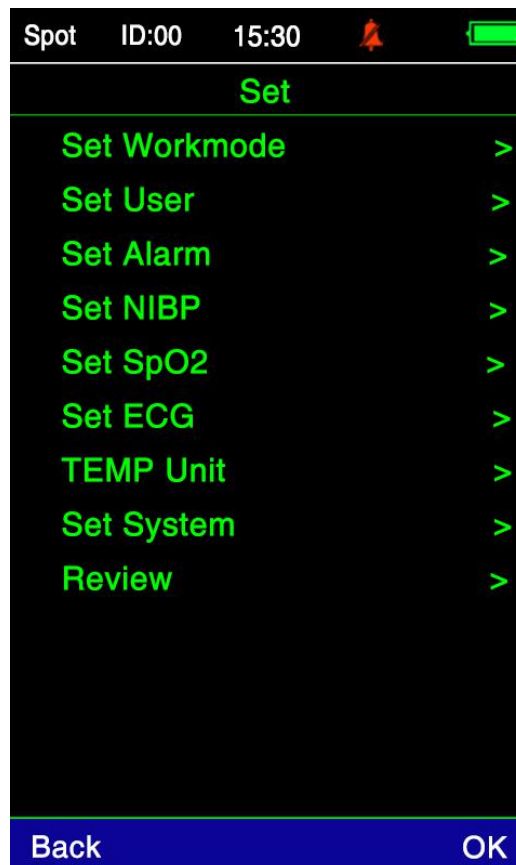 Spot ID:00 15:30
Set
Set Workmode >
Set User >
Set Alarm >
Set NIBP >
Set SpO2 >
Set ECG >
TEMP Unit >
Set System >
Review >
Back OK